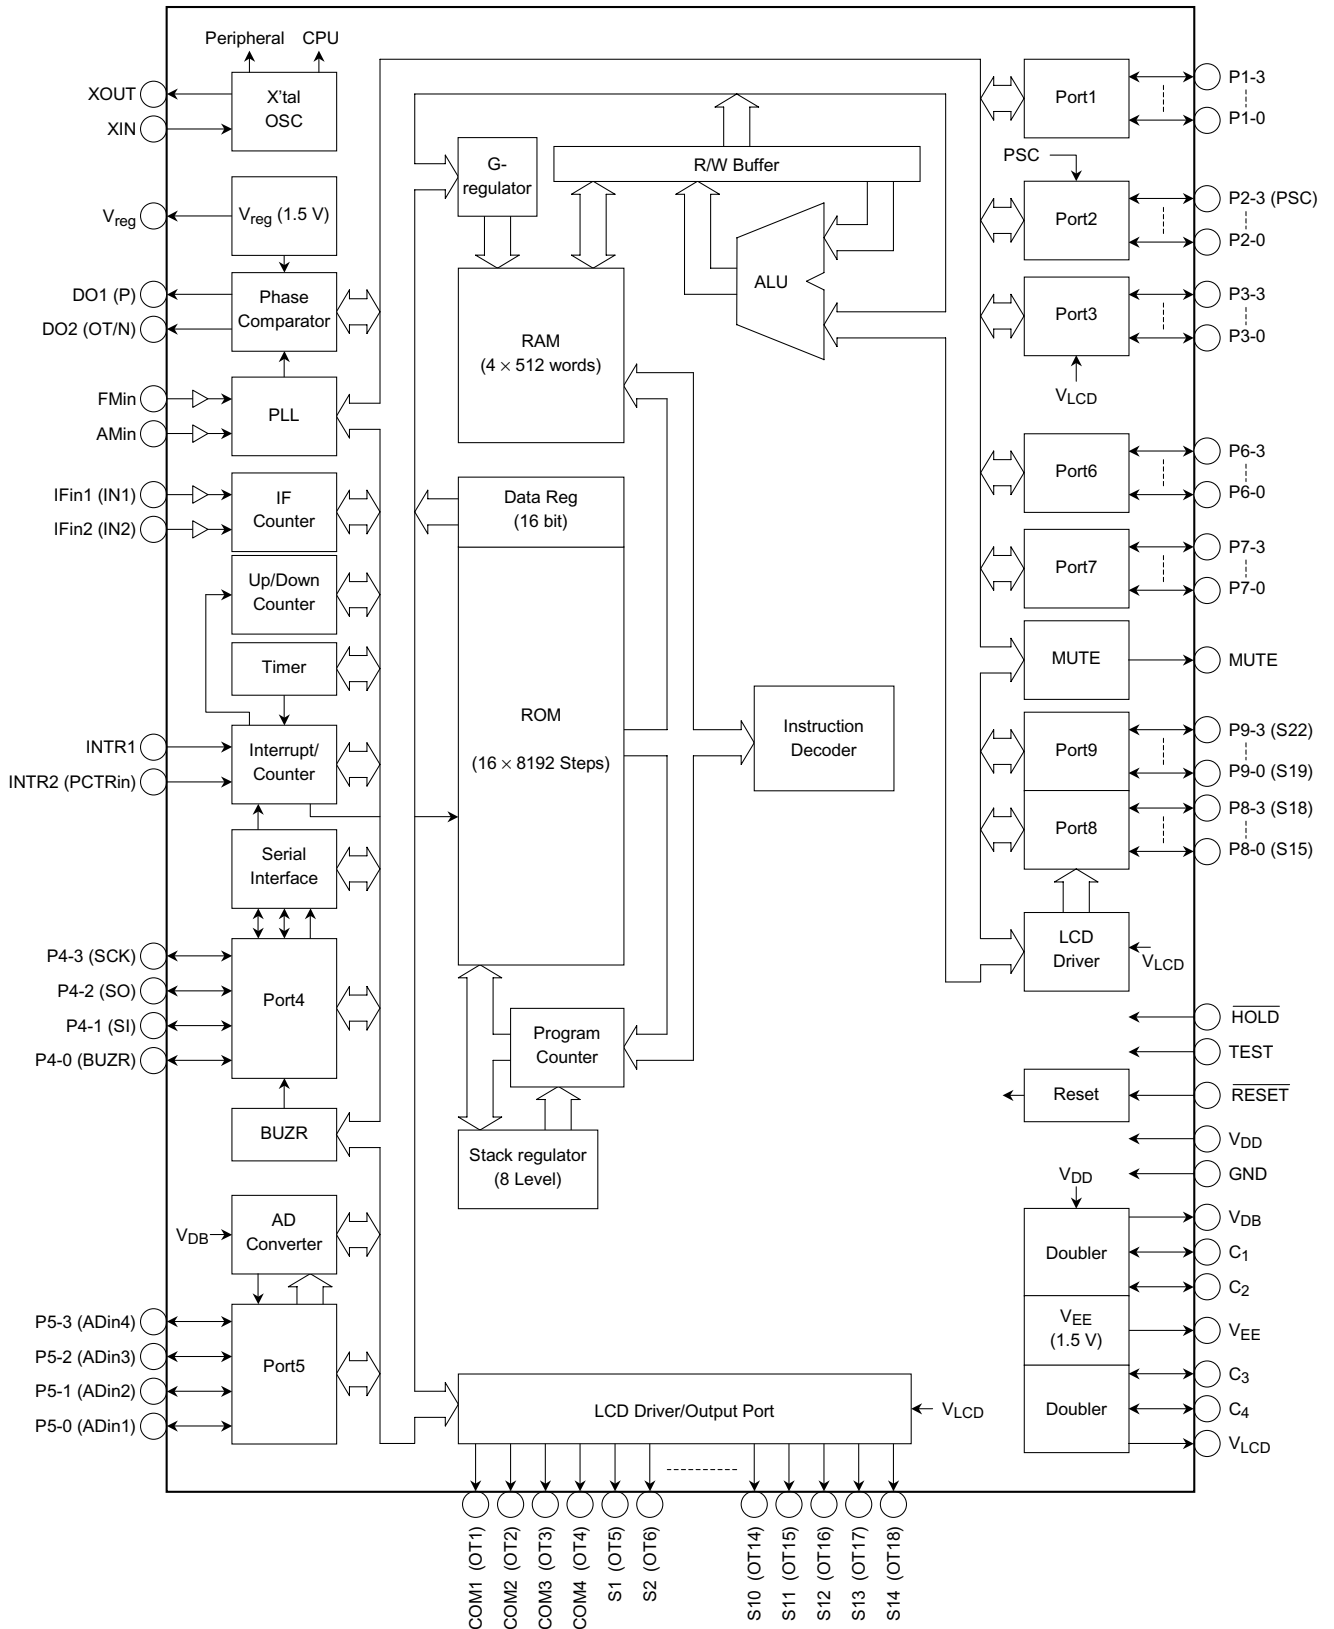 Peripheral CPU
XOUT
XIN
X'tal
OSC
Vreg
Vreg (1.5 V)
DO1 (P)
DO2 (OT/N)
Phase
Comparator
FMin
AMin
PLL
IFin1 (IN1)
IFin2 (IN2)
IF
Counter
Up/Down
Counter
Timer
INTR1
INTR2 (PCTRin)
Interrupt/
Counter
Serial
Interface
P4-3 (SCK)
P4-2 (SO)
P4-1 (SI)
P4-0 (BUZR)
Port4
BUZR
VDB
AD
Converter
P5-3 (ADin4)
P5-2 (ADin3)
P5-1 (ADin2)
P5-0 (ADin1)
Port5
G-
regulator
R/W Buffer
ALU
RAM
(4 × 512 words)
Data Reg
(16 bit)
ROM
(16 × 8192 Steps)
Instruction
Decoder
Program
Counter
Stack regulator
(8 Level)
LCD Driver/Output Port
VLCD
COM1 (OT1)
COM2 (OT2)
COM3 (OT3)
COM4 (OT4)
S1 (OT5)
S2 (OT6)
S10 (OT14)
S11 (OT15)
S12 (OT16)
S13 (OT17)
S14 (OT18)
Port1
P1-3
P1-0
PSC
Port2
P2-3 (PSC)
P2-0
Port3
P3-3
P3-0
VLCD
Port6
P6-3
P6-0
Port7
P7-3
P7-0
MUTE
MUTE
Port9
P9-3 (S22)
P9-0 (S19)
Port8
P8-3 (S18)
P8-0 (S15)
LCD
Driver
VLCD
HOLD
TEST
Reset
RESET
VDD
GND
VDD
Doubler
VDB
C1
C2
VEE
(1.5 V)
VEE
Doubler
C3
C4
VLCD